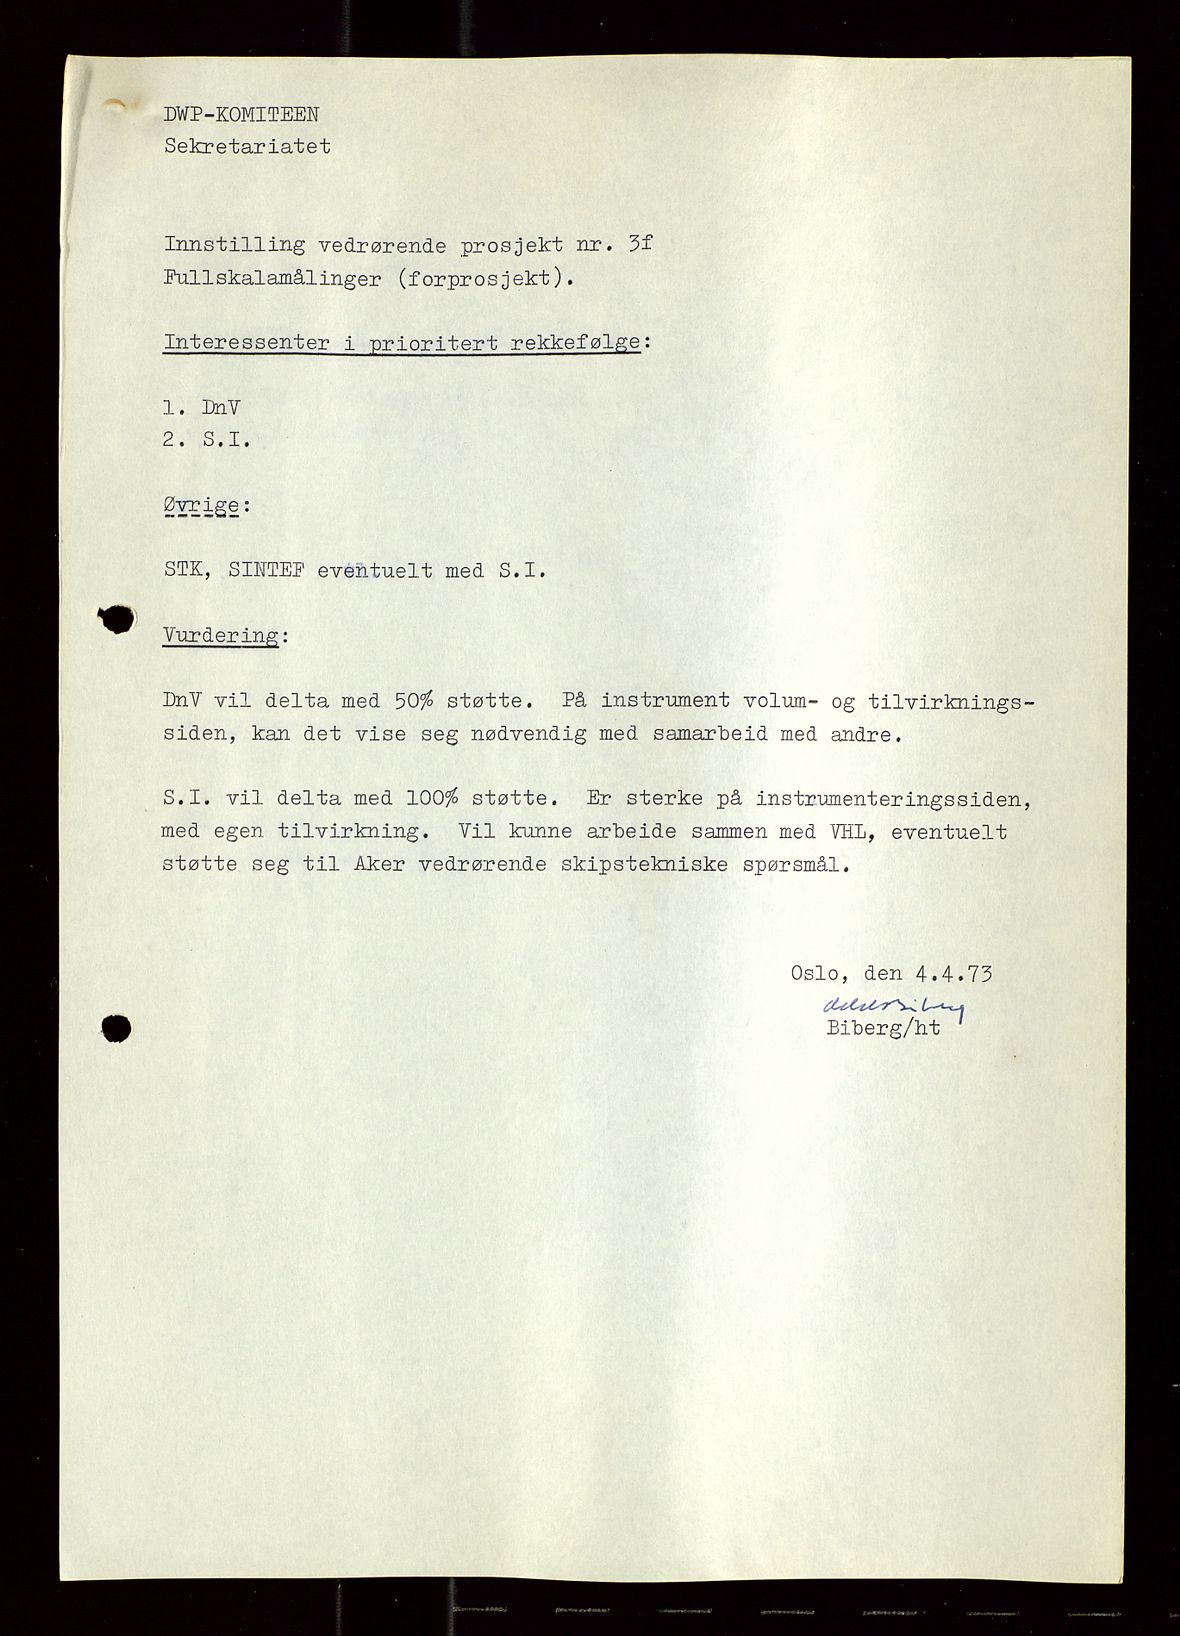 DWP-KOMITEEN
Sekretariatet
Innstilling vedrørende prosjekt nr. 3f
Fullskalamålinger (forprosjekt).
Interessenter i prioritert rekkefølge:
1. DnV
2. S.I.
Øvrige:
STK, SINTEF eventuelt med S.I.
Vurdering:
DnV vil delta med 50% støtte. På instrument volum- og tilvirknings-
siden, kan det vise seg nødvendig med samarbeid med andre.
S.I. vil delta med 100% støtte. Er sterke på instrumenteringssiden,
med egen tilvirkning. Vil kunne arbeide sammen med VHL, eventuelt
støtte seg til Aker vedrørende skipstekniske spørsmål.
Oslo, den 4.4.73
Biberg/ht